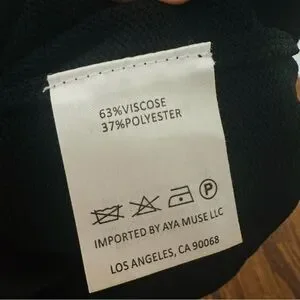 63%VISCOSE
37%POLYESTER
P
IMPORTED BY AYA MUSE LLC
LOS ANGELES, CA 90068